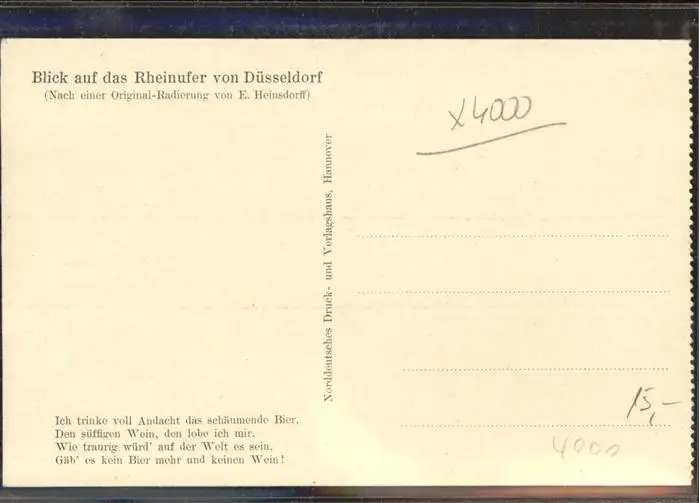 Blick auf das Rheinufer von Düsseldorf
(Nach einer Original-Radierung von E. Heinsdorff)
x4000
Norddeutsches Druck- und Verlagshaus, Hannover
15,–
4000
Ich trinke voll Andacht das schäumende Bier,
Den süffigen Wein, den lobe ich mir.
Wie traurig würd' auf der Welt es sein,
Gäb' es kein Bier mehr und keinen Wein!